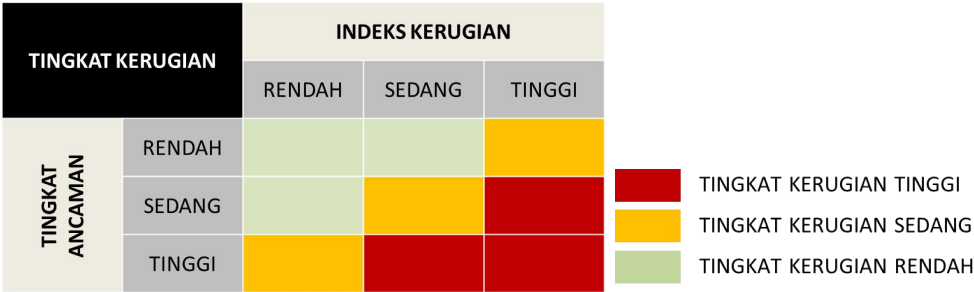 TINGKAT KERUGIAN
INDEKS KERUGIAN
RENDAH
SEDANG
TINGGI
TINGKAT
ANCAMAN
RENDAH
SEDANG
TINGGI
TINGKAT KERUGIAN TINGGI
TINGKAT KERUGIAN SEDANG
TINGKAT KERUGIAN RENDAH